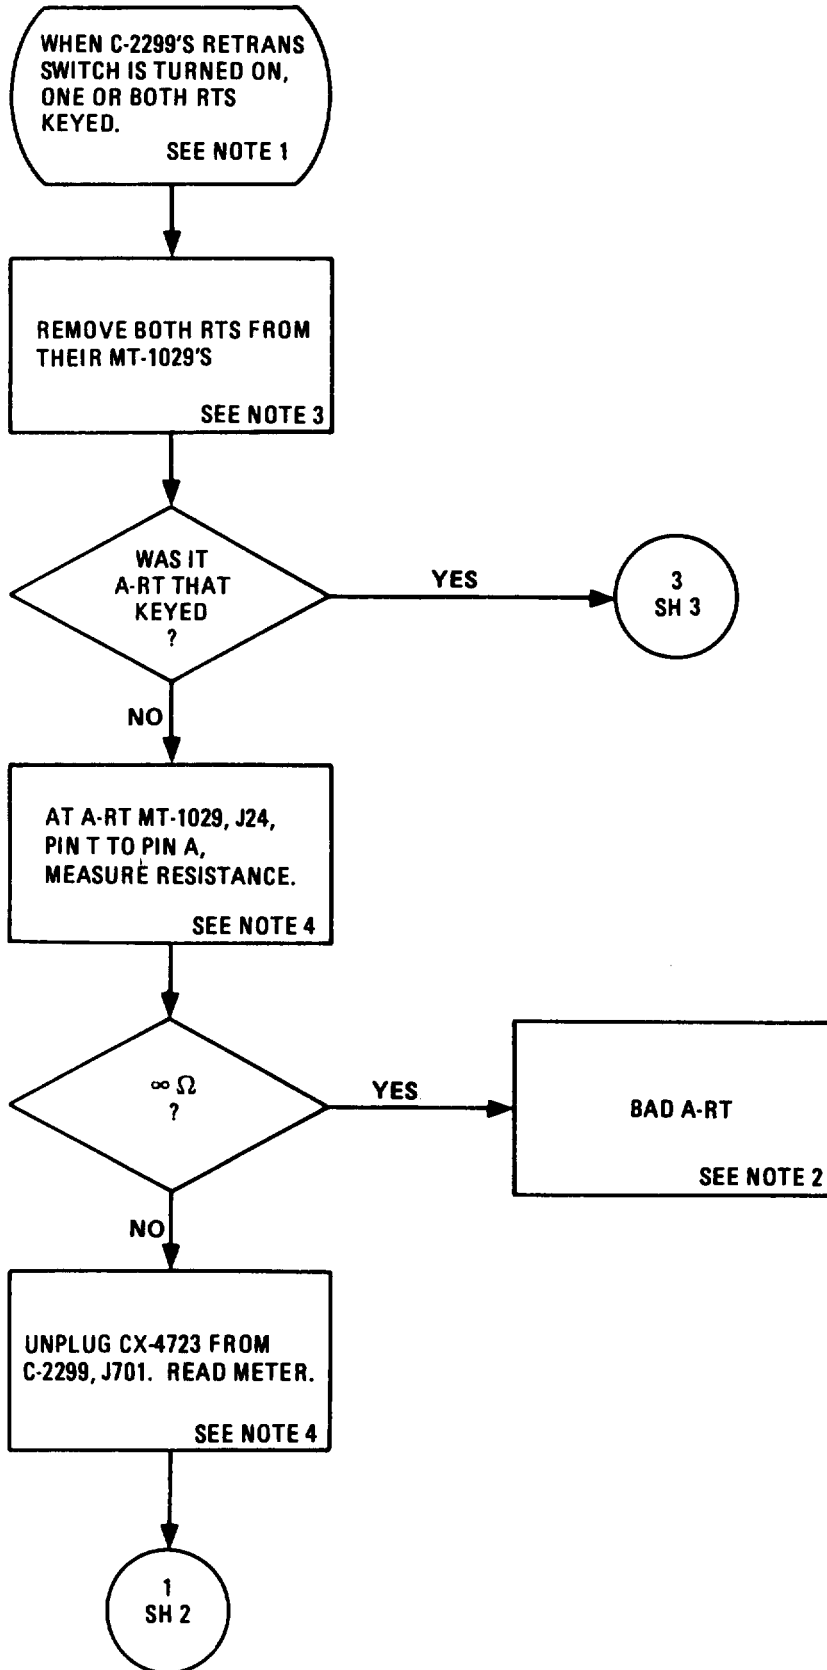 WHEN C-2299'S RETRANS
SWITCH IS TURNED ON,
ONE OR BOTH RTS
KEYED.
SEE NOTE 1
REMOVE BOTH RTS FROM
THEIR MT-1029'S
SEE NOTE 3
WAS IT
A-RT THAT
KEYED
?
YES
3
SH 3
NO
AT A-RT MT-1029, J24,
PIN T TO PIN A,
MEASURE RESISTANCE.
SEE NOTE 4
∞ Ω
?
YES
BAD A-RT
SEE NOTE 2
NO
UNPLUG CX-4723 FROM
C-2299, J701. READ METER.
SEE NOTE 4
1
SH 2